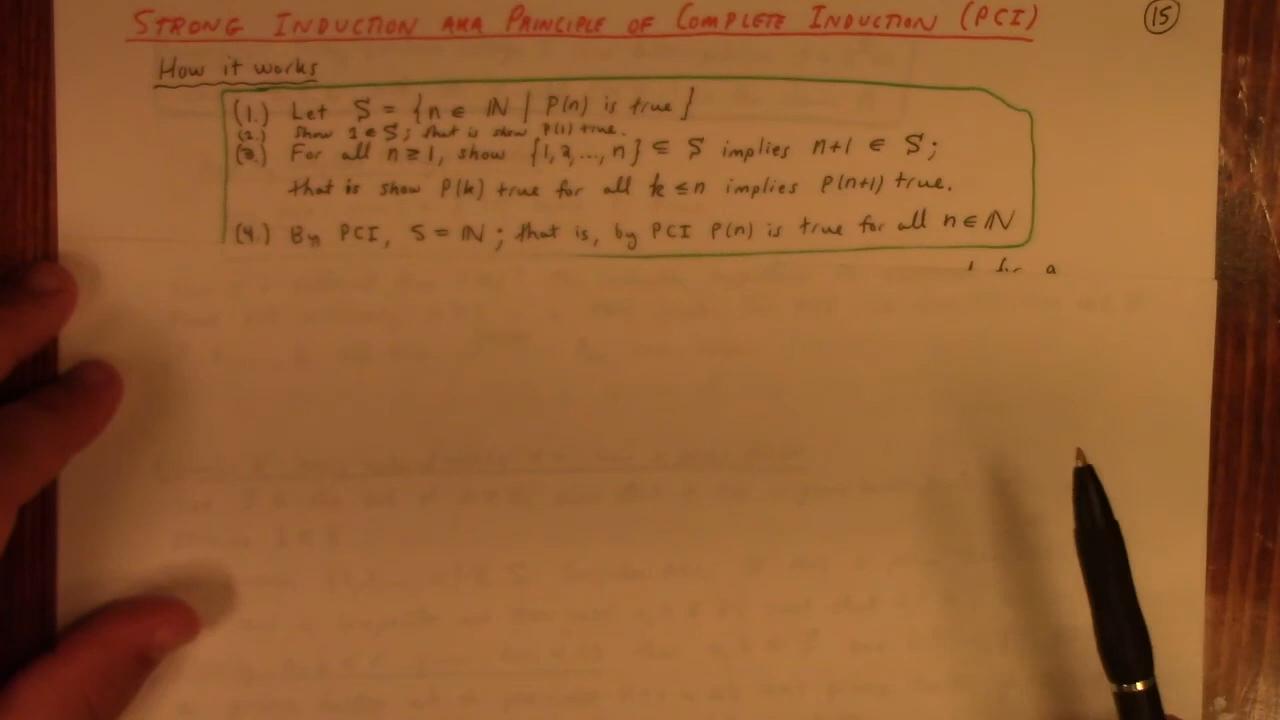 STRONG INDUCTION AKA PRINCIPLE OF COMPLETE INDUCTION (PCI)
15
How it works
(1.) Let S = {n ∈ ℕ | P(n) is true}
(2.) Show 1 ∈ S; that is show P(1) true.
(3.) For all n ≥ 1, show {1, 2, ..., n} ⊆ S implies n+1 ∈ S;
that is show P(k) true for all k ≤ n implies P(n+1) true.
(4.) By PCI, S = ℕ; that is, by PCI P(n) is true for all n ∈ ℕ
for a